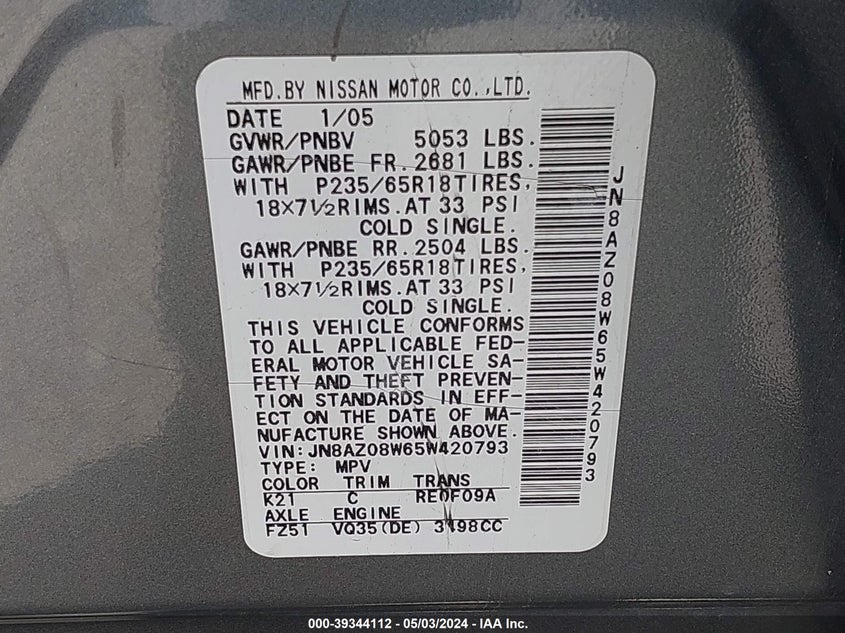 MFD.BY NISSAN MOTOR CO.,LTD.
DATE 1/05
GVWR/PNBV 5053 LBS.
GAWR/PNBE FR.2681 LBS.
WITH P235/65R18TIRES,
18×7½RIMS.AT 33 PSI
COLD SINGLE.
GAWR/PNBE RR.2504 LBS.
WITH P235/65R18TIRES,
18×7½RIMS.AT 33 PSI
COLD SINGLE.
THIS VEHICLE CONFORMS
TO ALL APPLICABLE FED-
ERAL MOTOR VEHICLE SA-
FETY AND THEFT PREVEN-
TION STANDARDS IN EFF-
ECT ON THE DATE OF MA-
NUFACTURE SHOWN ABOVE.
VIN:JN8AZ08W65W420793
TYPE: MPV
COLOR TRIM TRANS
K21 C RE0F09A
AXLE ENGINE
FZ51 VQ35(DE) 3498CC
JN8AZ08W65W420793
000-39344112 - 05/03/2024 - IAA Inc.